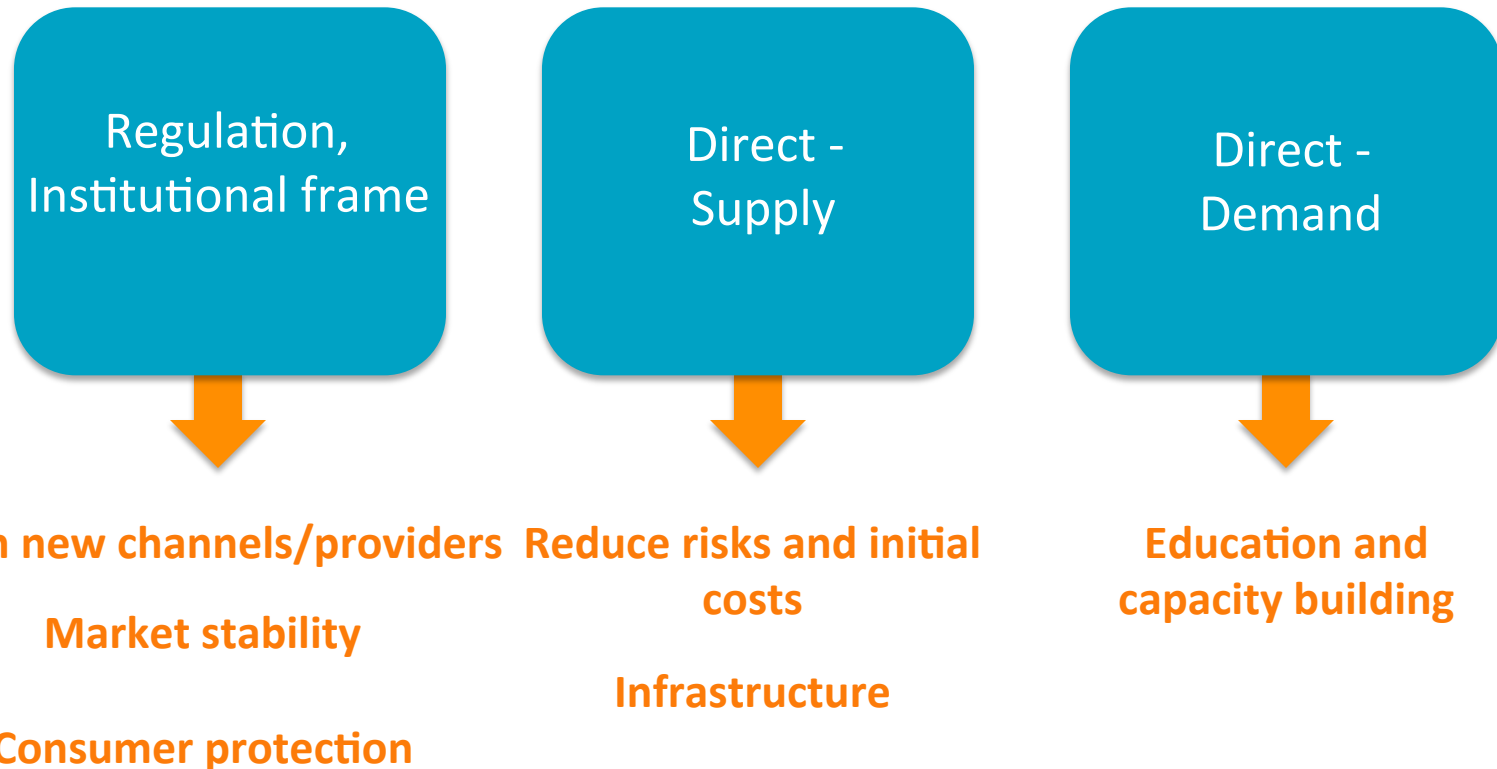 Regulation,
Institutional frame
Direct -
Supply
Direct -
Demand
new channels/providers
Market stability
Consumer protection
Reduce risks and initial
costs
Infrastructure
Education and
capacity building